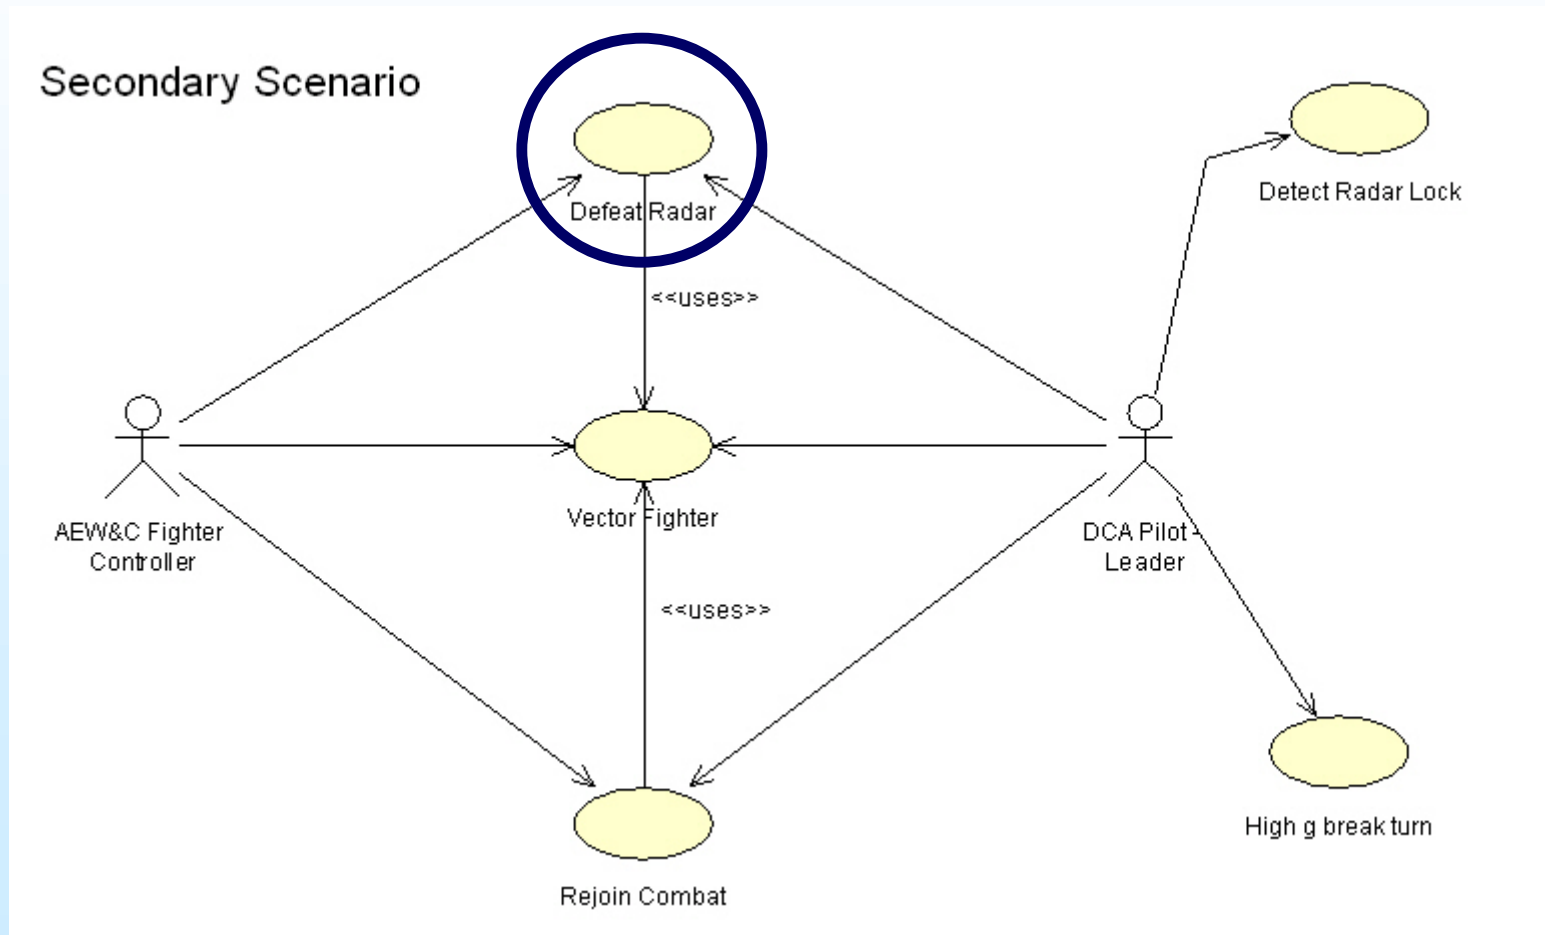 Secondary Scenario
Defeat Radar
Detect Radar Lock
<<uses>>
AEW&C Fighter
Controller
Vector Fighter
DCA Pilot -
Leader
<<uses>>
High g break turn
Rejoin Combat